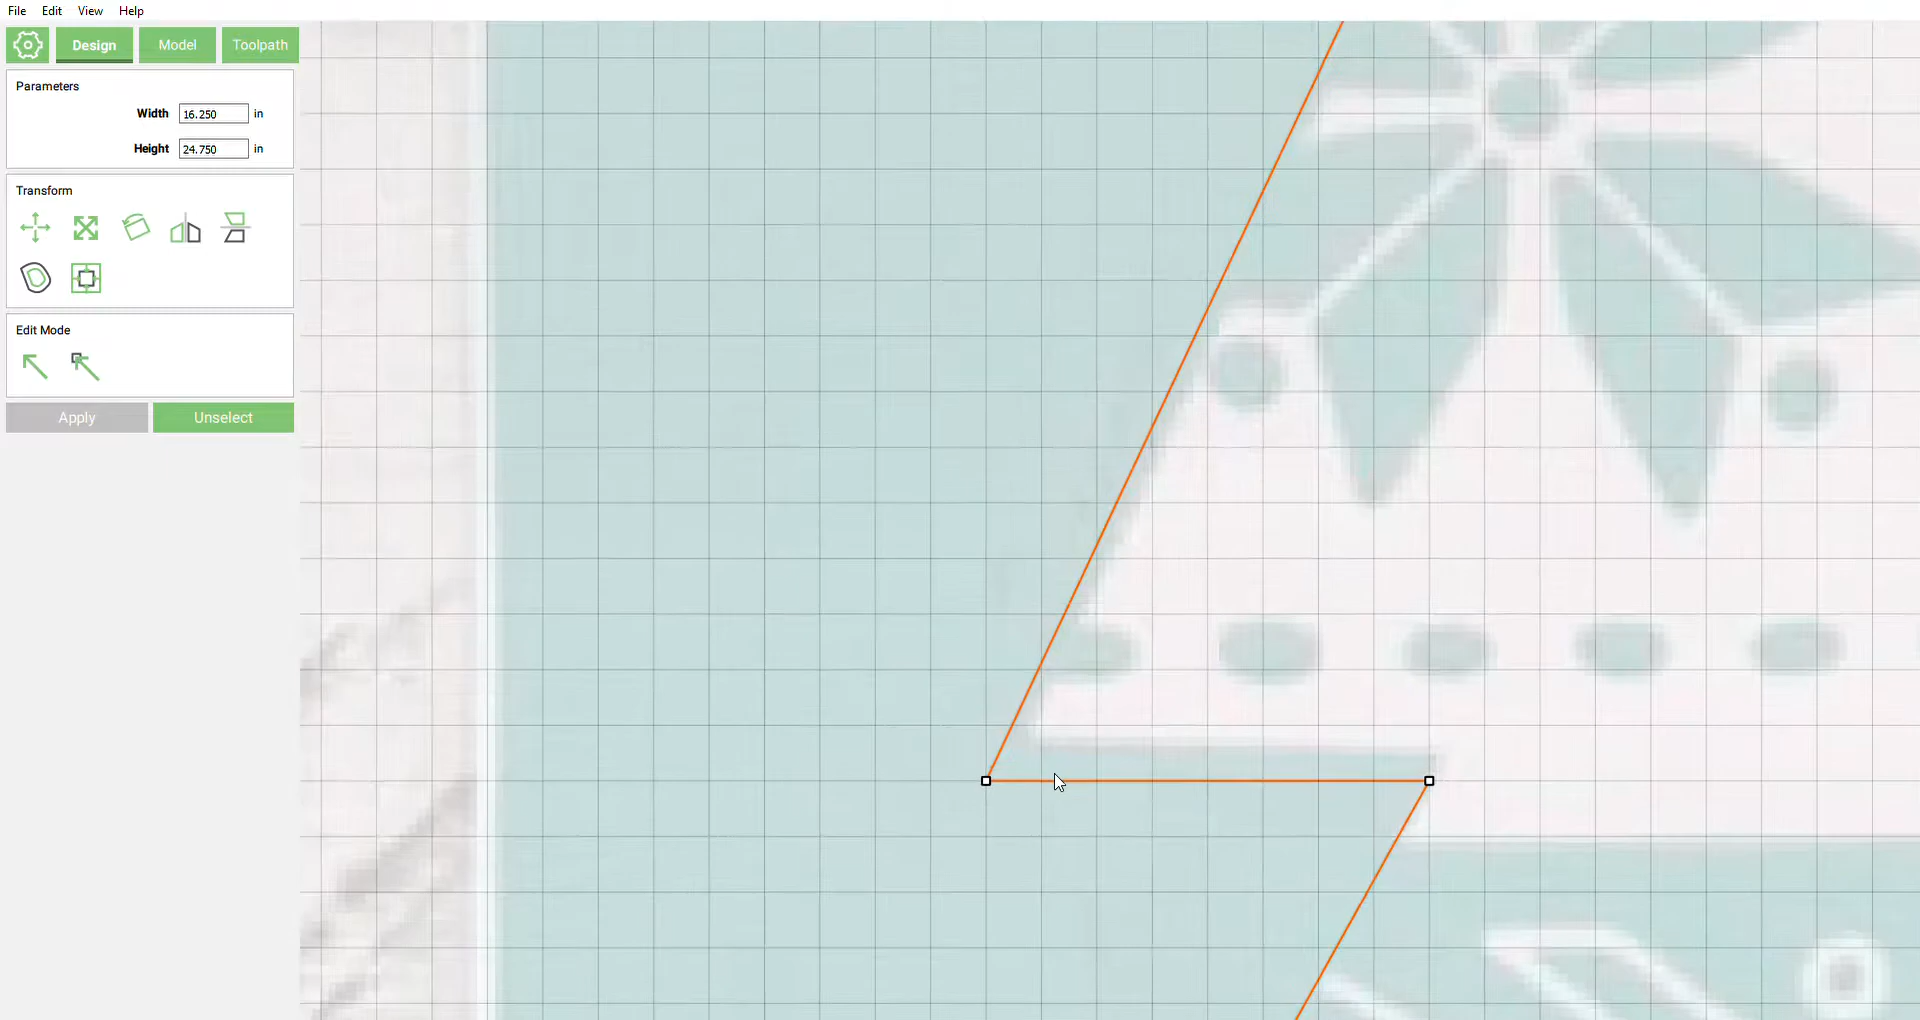 File Edit View Help
Design Model Toolpath
Parameters
Width 16.250 in
Height 24.750 in
Transform
Edit Mode
Apply Unselect